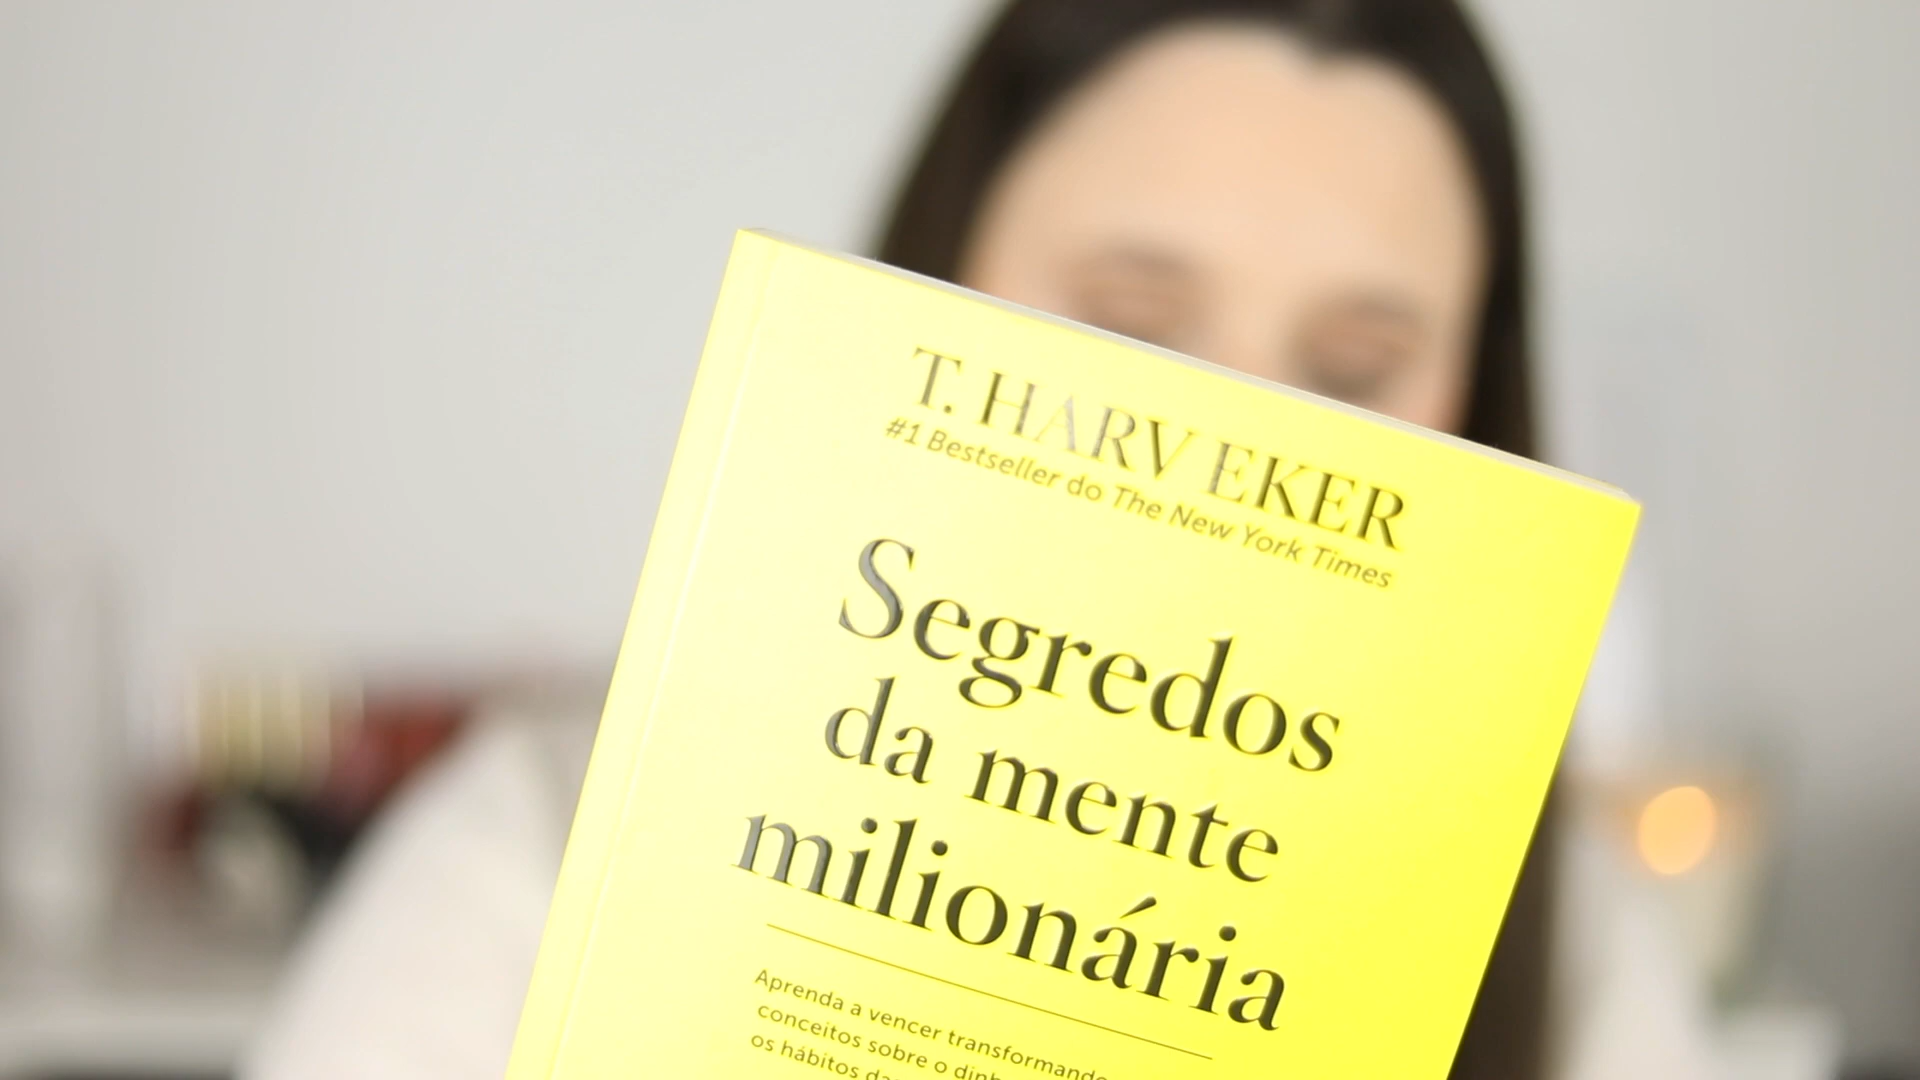 T. HARV EKER
#1 Bestseller do The New York Times
Segredos
da mente
milionária
Aprenda a vencer transformando
conceitos sobre o
os hábitos